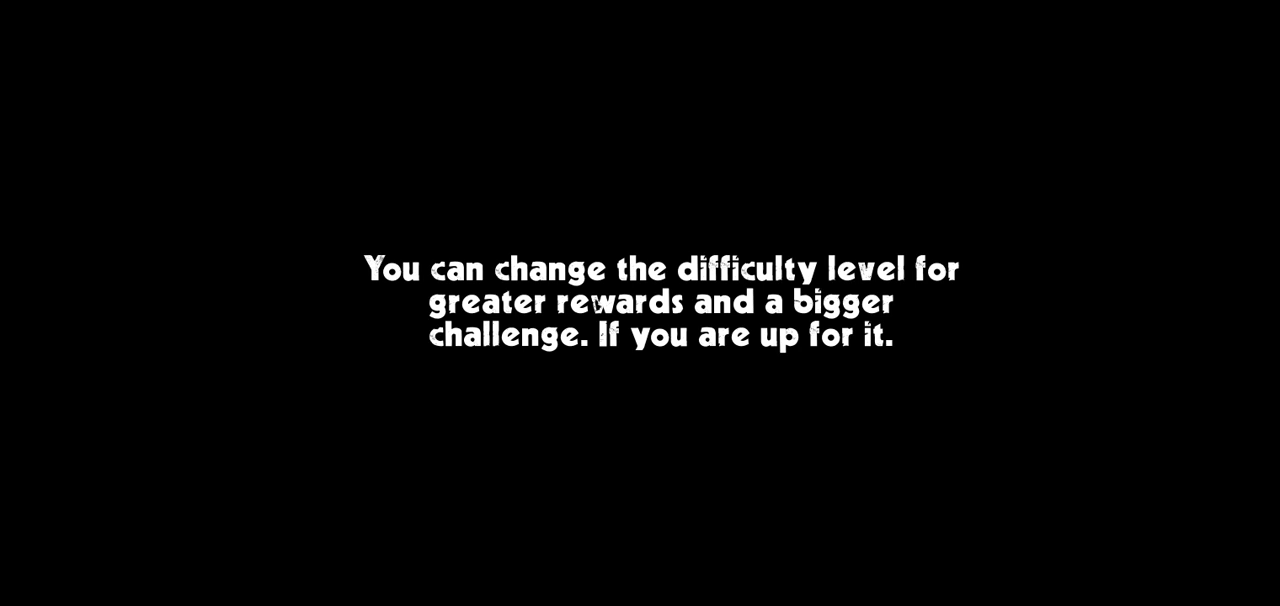 You can change the difficulty level for
greater rewards and a bigger
challenge. If you are up for it.